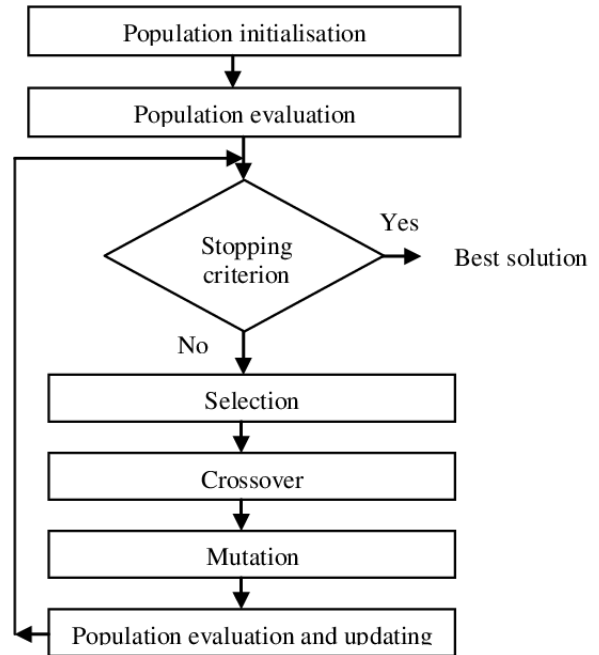 Population initialisation
Population evaluation
Yes
Stopping
criterion
Best solution
No
Selection
Crossover
Mutation
Population evaluation and updating